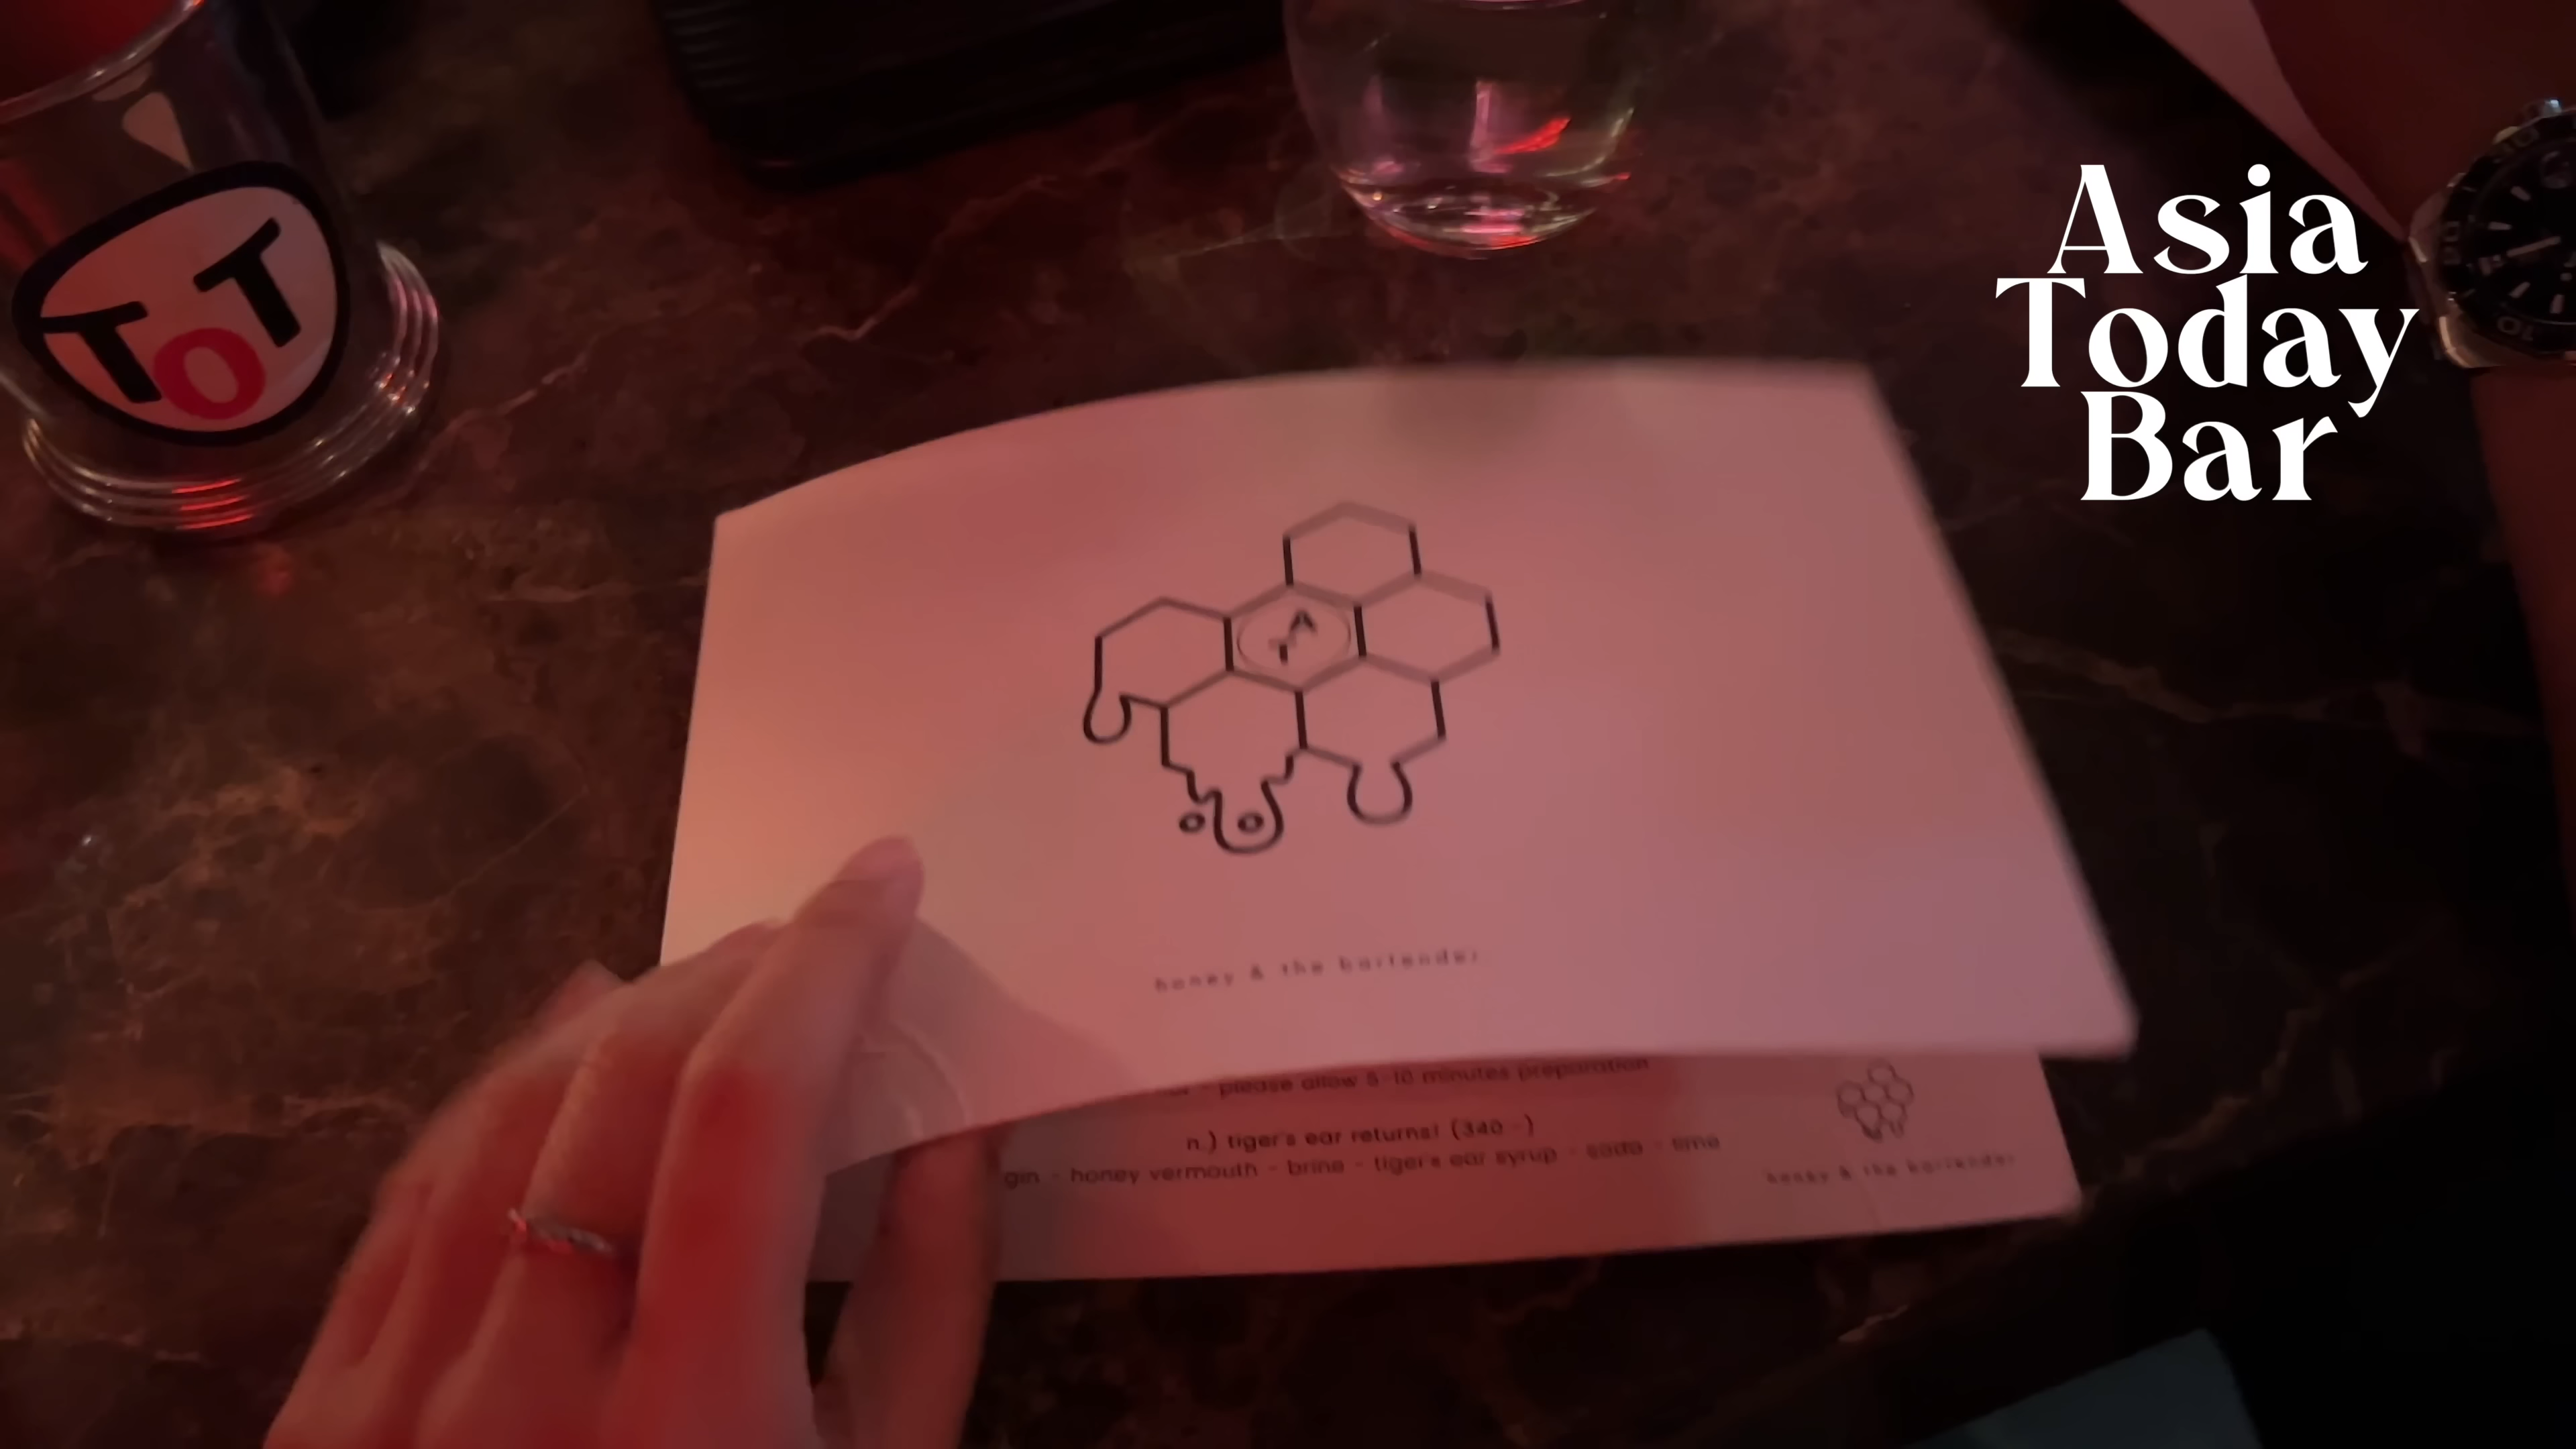 Asia
Today
Bar
TOT
A
T
honey & the bartender
- please allow 5-10 minutes preparation
n.) tiger's ear returns! (340.-)
gin - honey vermouth - brine - tiger's ear syrup - soda - lime
honey & the bartender